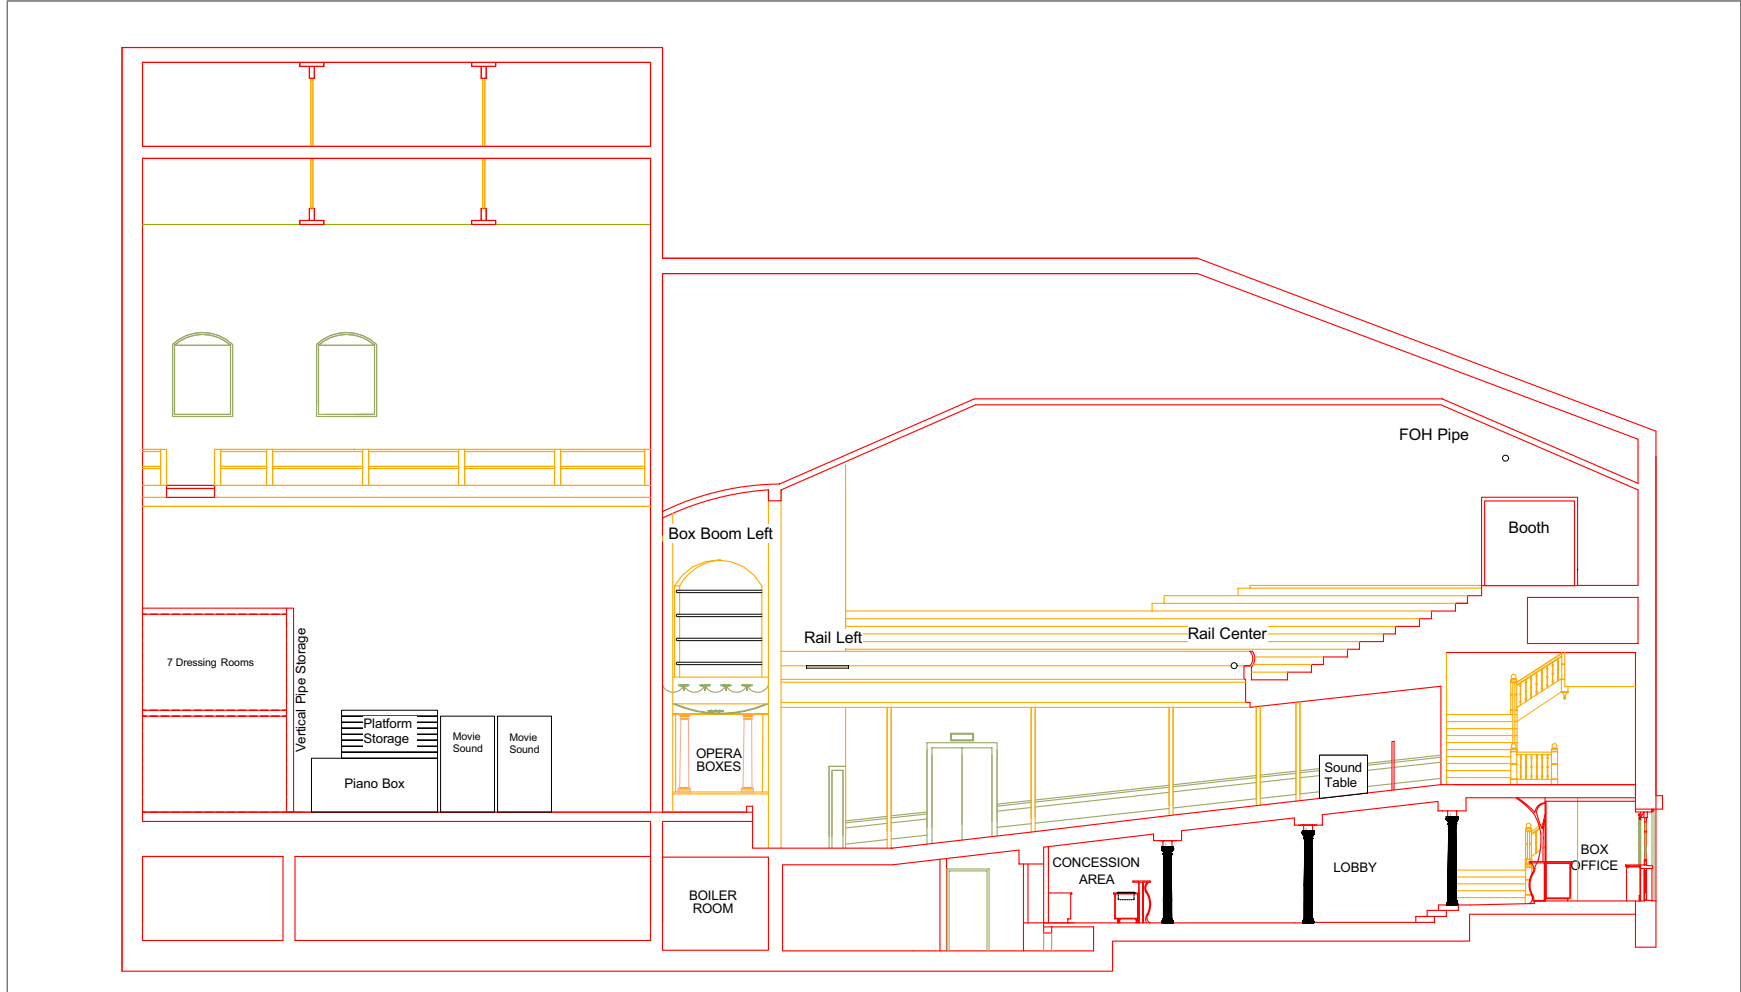 FOH Pipe
Booth
Box Boom Left
Rail Left
Rail Center
7 Dressing Rooms
Vertical Pipe Storage
Platform
Storage
Movie
Sound
Movie
Sound
Piano Box
OPERA
BOXES
Sound
Table
CONCESSION
AREA
LOBBY
BOX
OFFICE
BOILER
ROOM